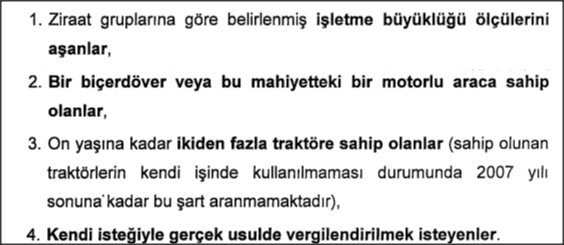 1. Ziraat gruplarına göre belirlenmiş işletme büyüklüğü ölçülerini
aşanlar,
2. Bir biçerdöver veya bu mahiyetteki bir motorlu araca sahip
olanlar,
3. On yaşına kadar ikiden fazla traktöre sahip olanlar (sahip olunan
traktörlerin kendi işinde kullanılmaması durumunda 2007 yılı
sonuna kadar bu şart aranmamaktadır),
4. Kendi isteğiyle gerçek usulde vergilendirilmek isteyenler.